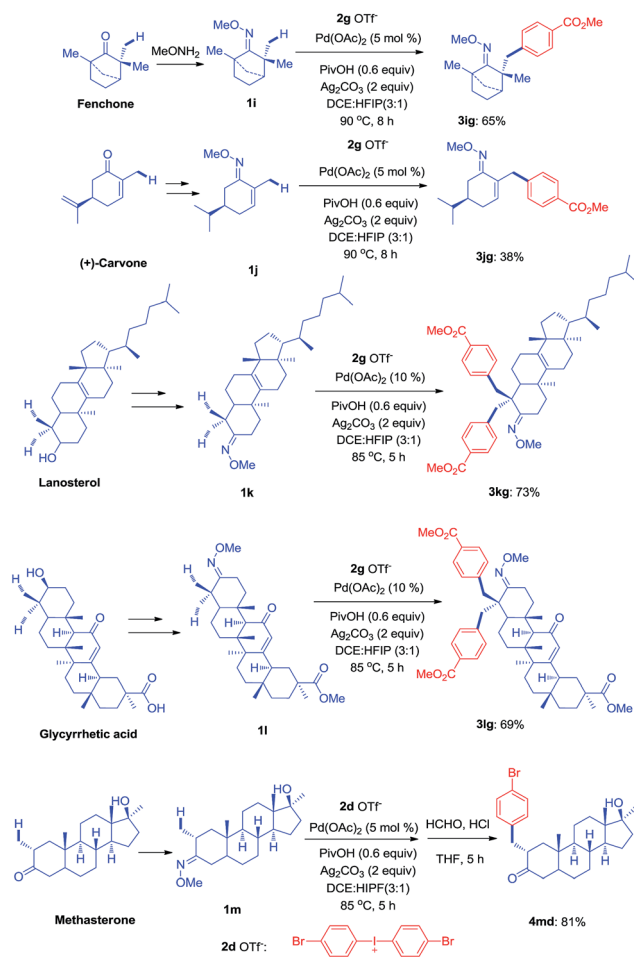 O
H
Me
Me
Me
Fenchone
MeONH2
MeO
N
H
Me
Me
Me
1i
2g OTf-
Pd(OAc)2 (5 mol %)
PivOH (0.6 equiv)
Ag2CO3 (2 equiv)
DCE:HFIP(3:1)
90 oC, 8 h
MeO
N
CO2Me
Me
Me
3ig: 65%
O
H
(+)-Carvone
MeO
N
H
1j
2g OTf-
Pd(OAc)2 (5 mol %)
PivOH (0.6 equiv)
Ag2CO3 (2 equiv)
DCE:HFIP (3:1)
90 oC, 8 h
MeO
N
CO2Me
3jg: 38%
H
H
HO
Lanosterol
H
H
N
OMe
1k
2g OTf-
Pd(OAc)2 (10 %)
PivOH (0.6 equiv)
Ag2CO3 (2 equiv)
DCE:HFIP (3:1)
85 oC, 5 h
MeO2C
N
OMe
MeO2C
3kg: 73%
HO
H
H
H
O
H
O
OH
Glycyrrhetic acid
OMe
N
H
H
H
O
H
O
OMe
1l
2g OTf-
Pd(OAc)2 (10 %)
PivOH (0.6 equiv)
Ag2CO3 (2 equiv)
DCE:HFIP (3:1)
85 oC, 5 h
CO2Me
OMe
N
MeO2C
H
O
H
O
OMe
3lg: 69%
HO
H
H
H
H
O
Methasterone
HO
H
H
H
H
N
OMe
1m
2d OTf-
Pd(OAc)2 (5 mol %)
PivOH (0.6 equiv)
Ag2CO3 (2 equiv)
DCE:HIPF(3:1)
85 oC, 5 h
HCHO, HCl
THF, 5 h
Br
HO
H
H
H
O
4md: 81%
2d OTf-:
Br
I
+
Br